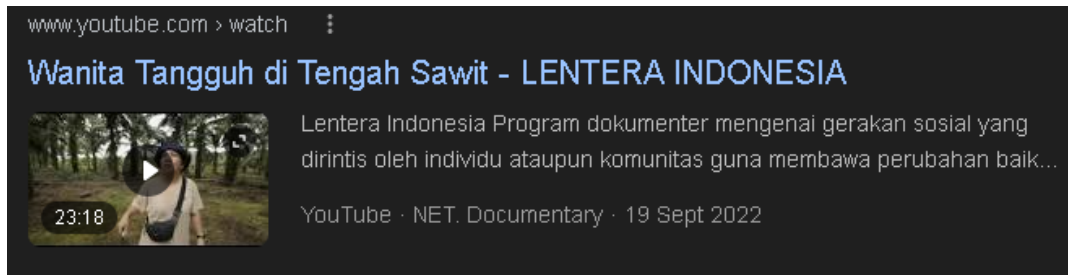 www.youtube.com › watch
Wanita Tangguh di Tengah Sawit - LENTERA INDONESIA
Lentera Indonesia Program dokumenter mengenai gerakan sosial yang
dirintis oleh individu ataupun komunitas guna membawa perubahan baik...
23:18
YouTube · NET. Documentary · 19 Sept 2022